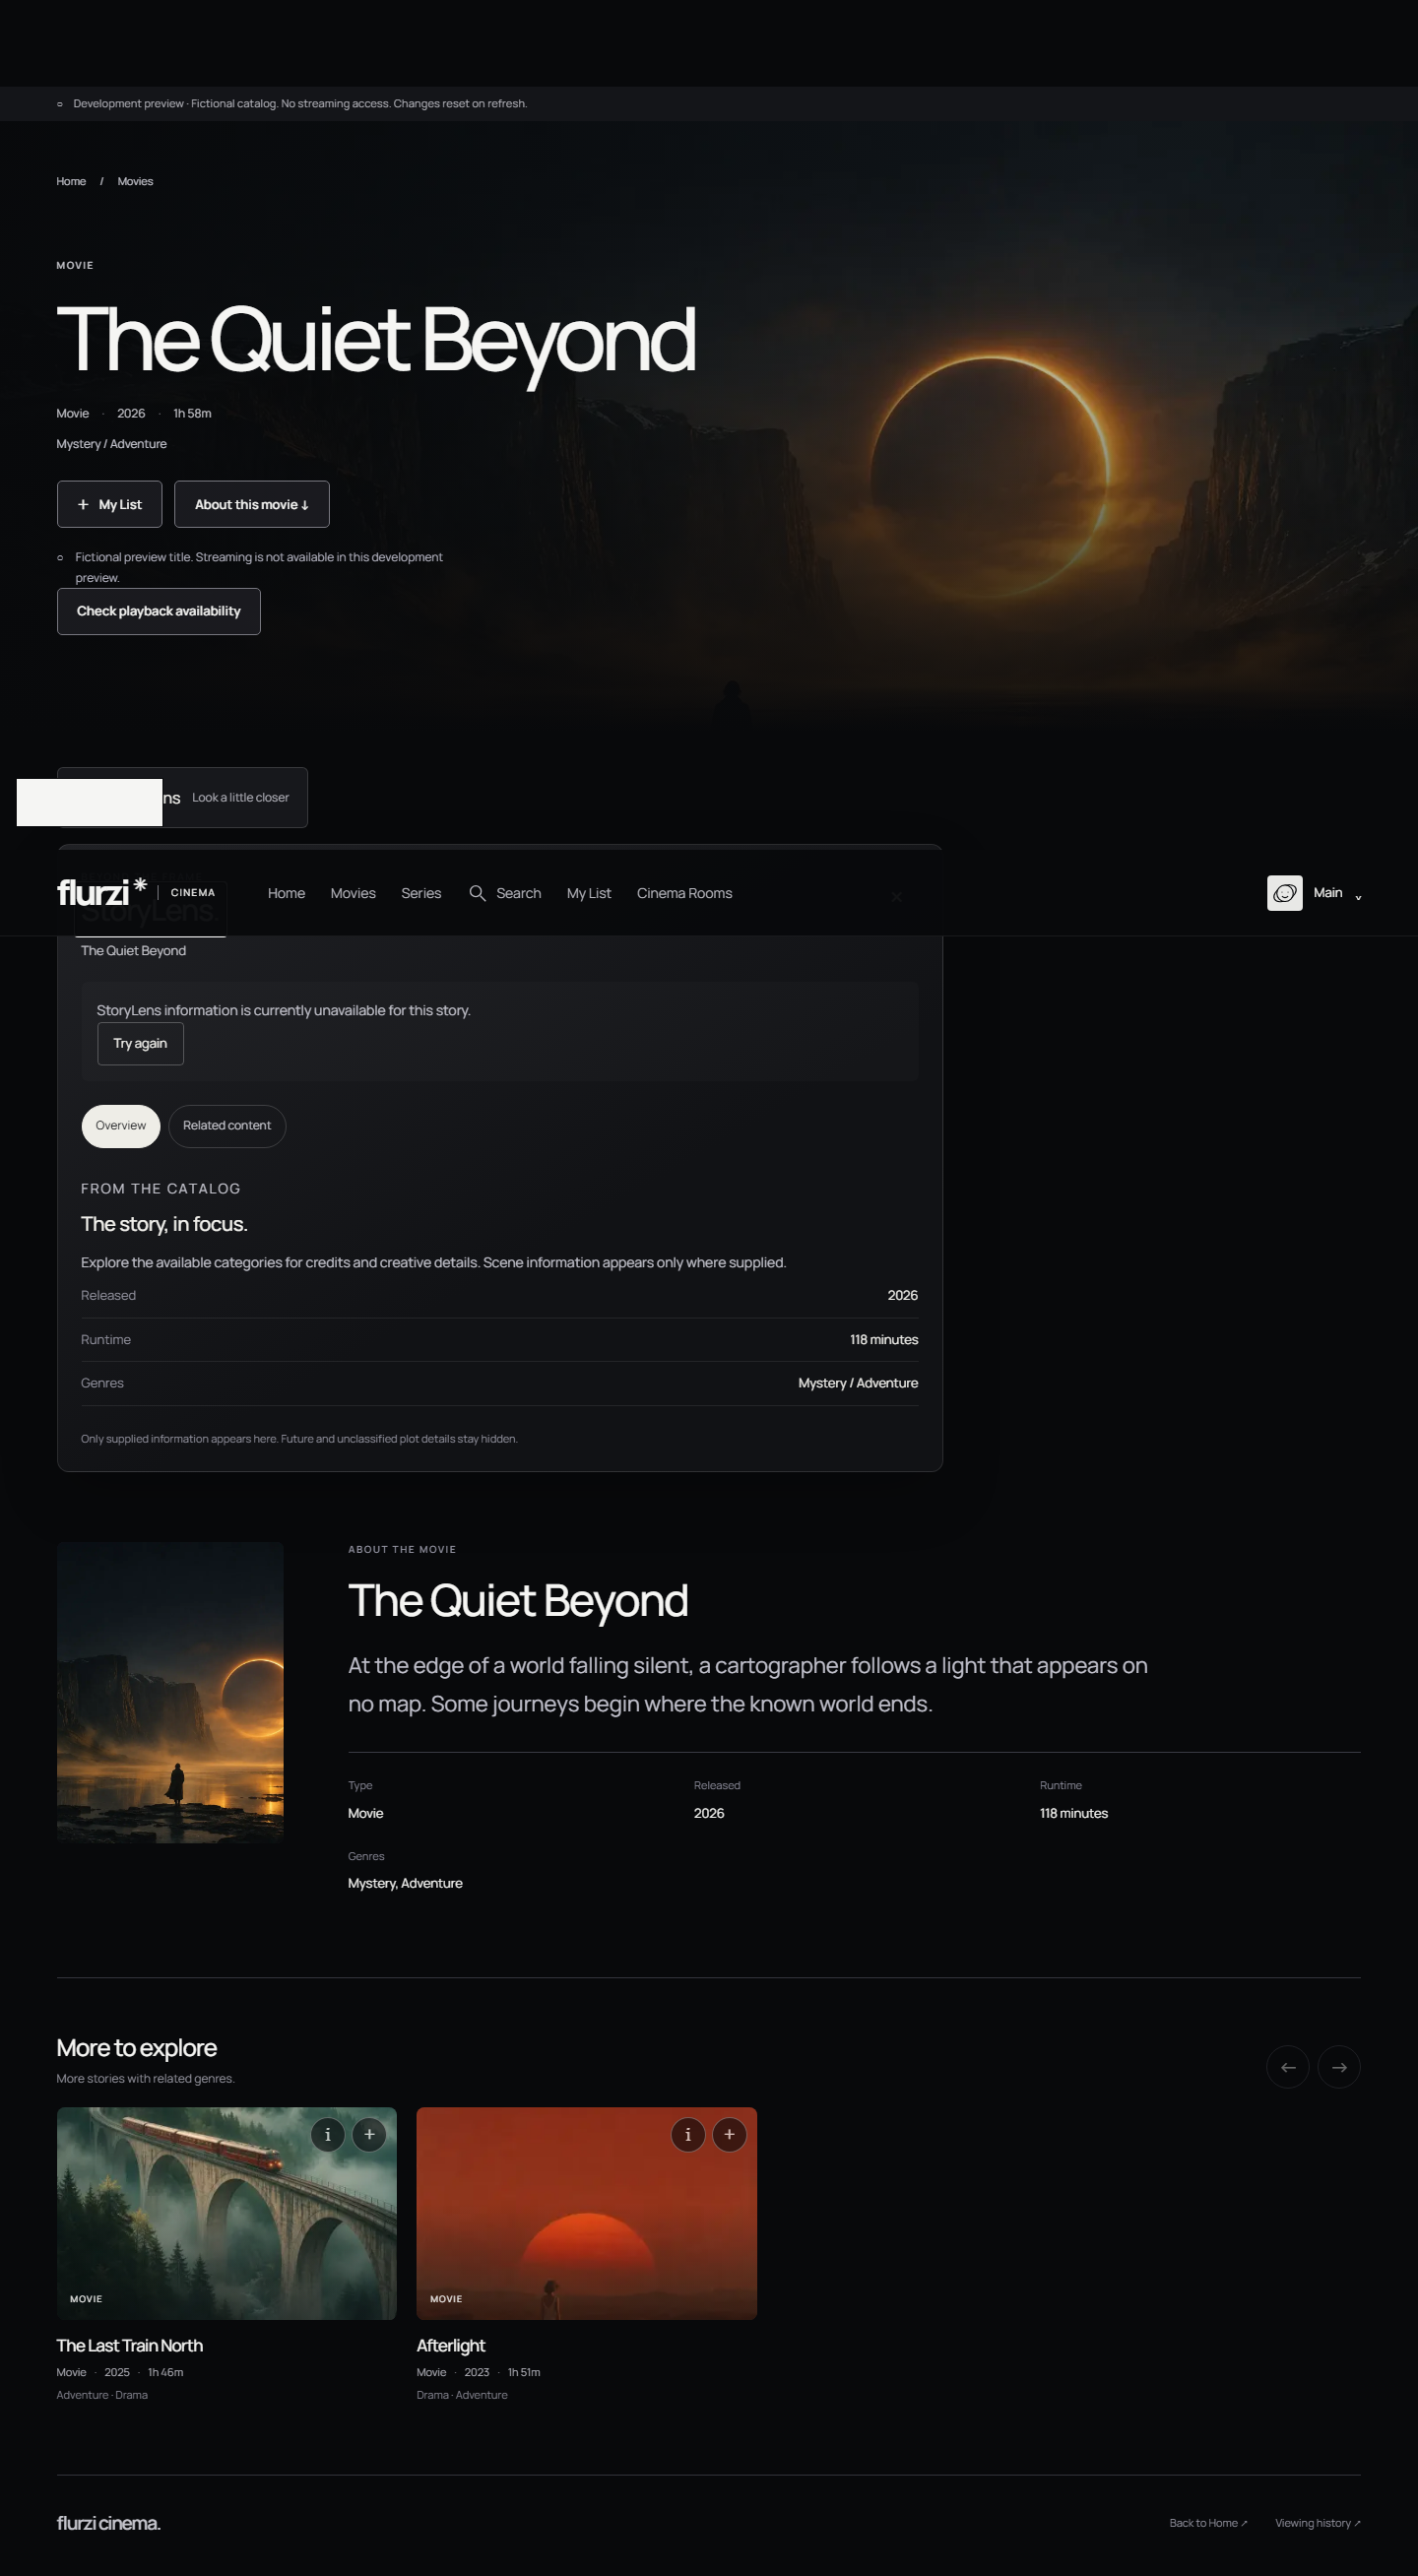 Development preview · Fictional catalog. No streaming access. Changes reset on refresh.
Home / Movies
MOVIE
The Quiet Beyond
Movie · 2026 · 1h 58m
Mystery / Adventure
+ My List
About this movie ↓
Fictional preview title. Streaming is not available in this development
preview.
Check playback availability
ns Look a little closer
flurzi* CINEMA Home Movies Series Search My List Cinema Rooms Main
StoryLens
The Quiet Beyond
StoryLens information is currently unavailable for this story.
Try again
Overview Related content
FROM THE CATALOG
The story, in focus.
Explore the available categories for credits and creative details. Scene information appears only where supplied.
Released 2026
Runtime 118 minutes
Genres Mystery / Adventure
Only supplied information appears here. Future and unclassified plot details stay hidden.
ABOUT THE MOVIE
The Quiet Beyond
At the edge of a world falling silent, a cartographer follows a light that appears on
no map. Some journeys begin where the known world ends.
Type Released Runtime
Movie 2026 118 minutes
Genres
Mystery, Adventure
More to explore
More stories with related genres.
← →
i +
i +
MOVIE
MOVIE
The Last Train North
Movie · 2025 · 1h 46m
Adventure · Drama
Afterlight
Movie · 2023 · 1h 51m
Drama · Adventure
flurzi cinema.
Back to Home ↗ Viewing history ↗